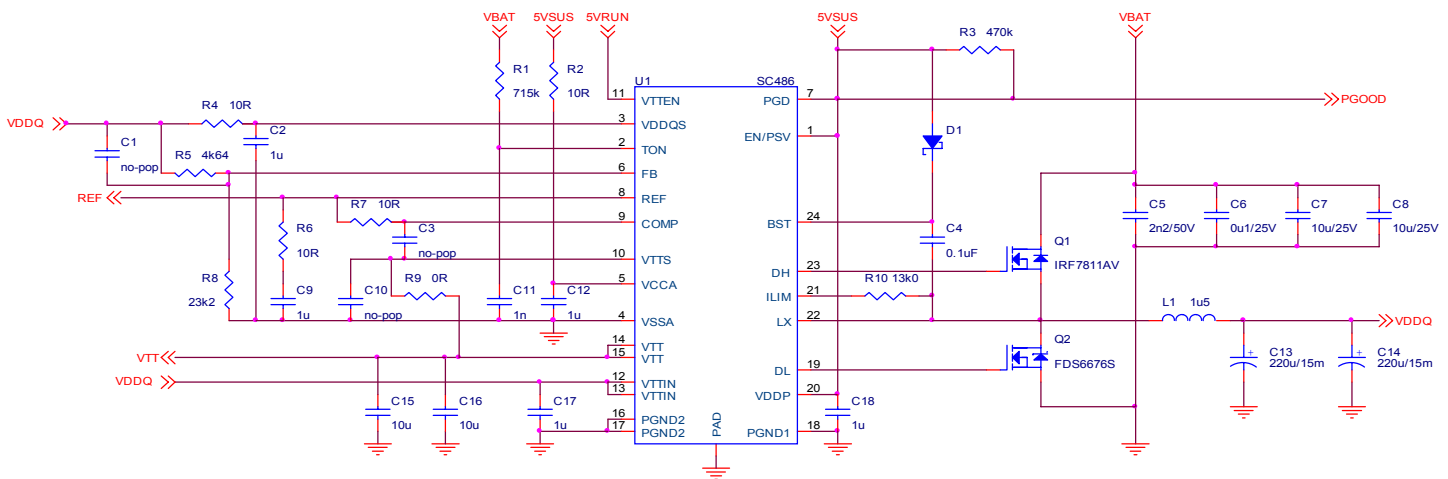 VBAT 5VSUS 5VRUN 5VSUS VBAT
R3 470k
R1 715k
R2 10R
U1 SC486
11 VTTEN PGD 7 PGOOD
R4 10R
VDDQ
C2 1u
3 VDDQS
EN/PSV 1
D1
C1 no-pop
2 TON
R5 4k64
6 FB
REF
8 REF
R7 10R
9 COMP
BST 24
C3 no-pop
R6 10R
C4 0.1uF
C5 2n2/50V
C6 0u1/25V
C7 10u/25V
C8 10u/25V
Q1 IRF7811AV
10 VTTS
DH 23
R8 23k2
R9 0R
5 VCCA
R10 13k0
ILIM 21
C9 1u
C10 no-pop
C11 1n
C12 1u
4 VSSA
LX 22
L1 1u5
VDDQ
14 VTT
15 VTT
VTT
Q2 FDS6676S
C13 220u/15m
C14 220u/15m
DL 19
VDDQ
12 VTTIN
13 VTTIN
VDDP 20
C15 10u
C16 10u
C17 1u
C18 1u
16 PGND2
17 PGND2
PAD
PGND1 18